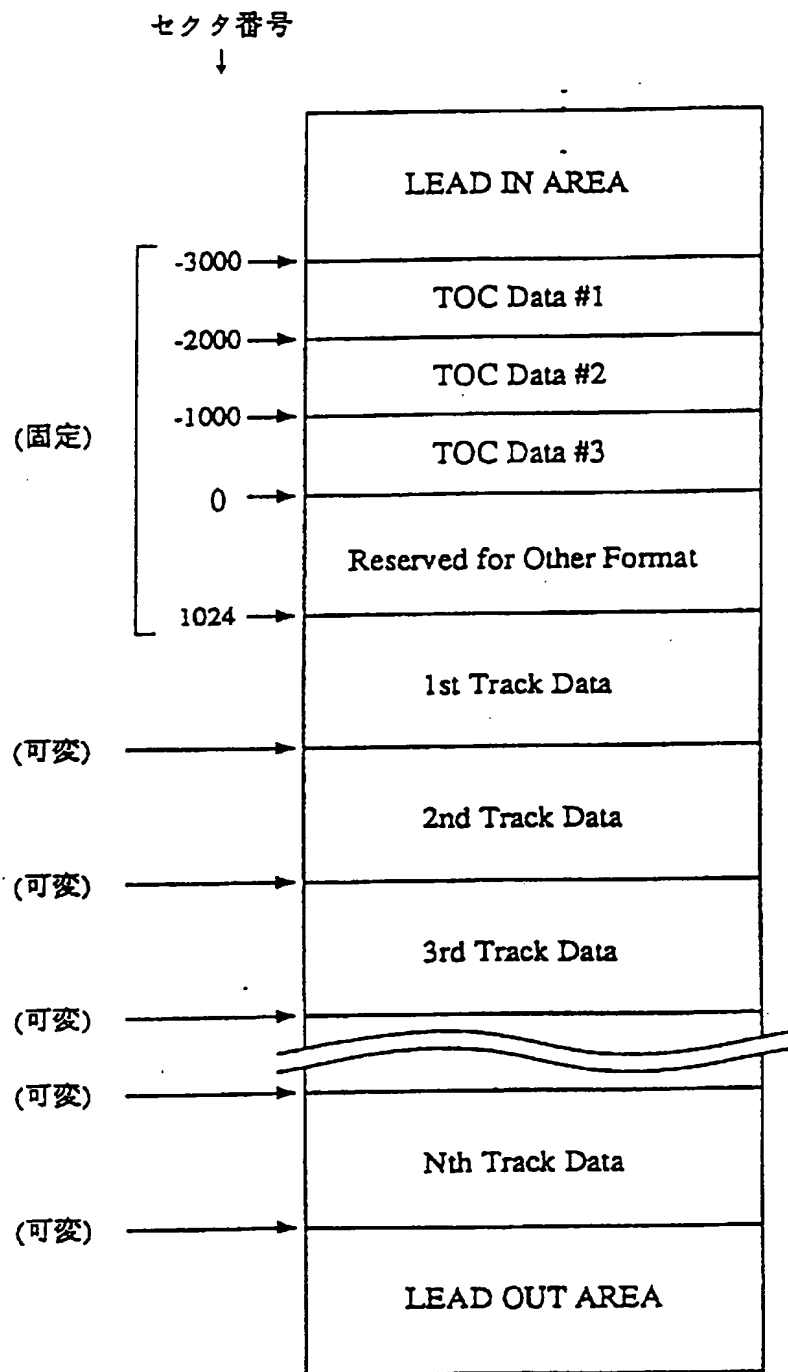 セクタ番号
↓
LEAD IN AREA
-3000
TOC Data #1
-2000
TOC Data #2
-1000
(固定)
TOC Data #3
0
Reserved for Other Format
1024
1st Track Data
(可変)
2nd Track Data
(可変)
3rd Track Data
(可変)
(可変)
Nth Track Data
(可変)
LEAD OUT AREA